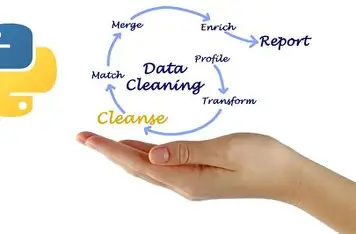 Merge
Enrich
Report
Profile
Data
Cleaning
Match
Transform
Cleanse